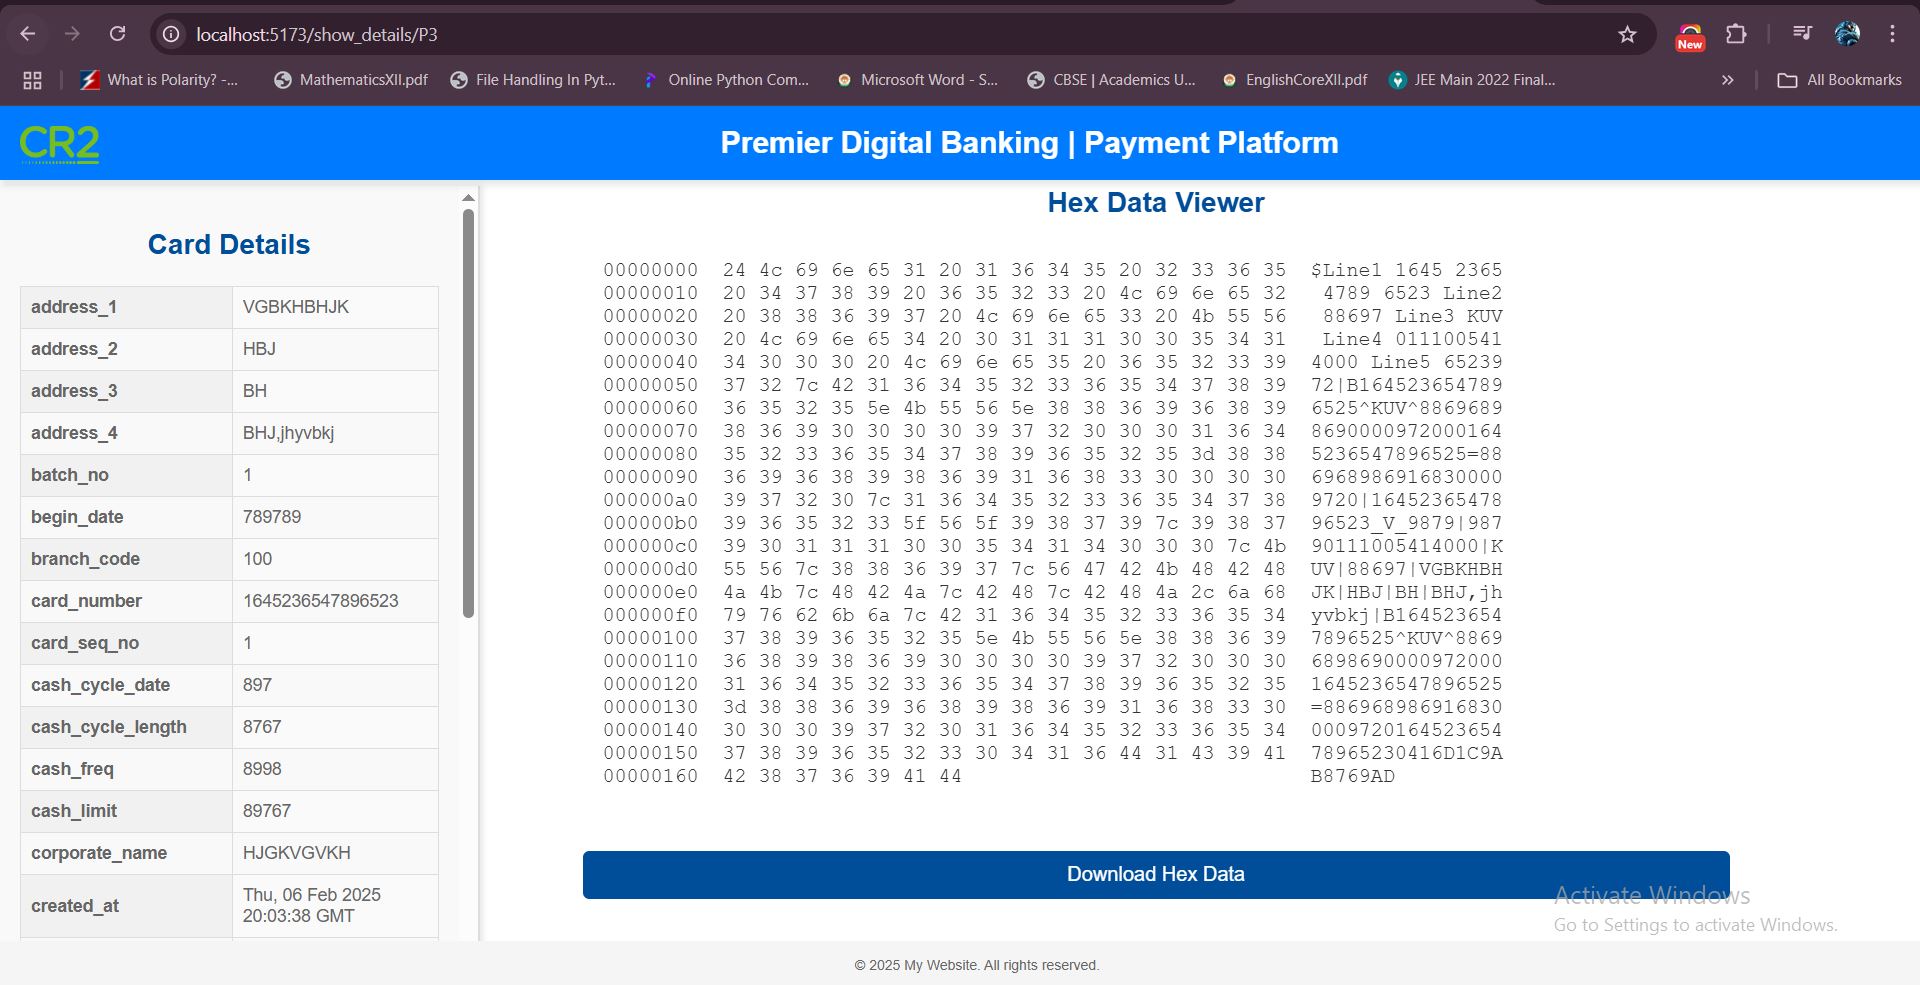 localhost:5173/show_details/P3
New
What is Polarity? -...
MathematicsXII.pdf
File Handling In Pyt...
Online Python Com...
Microsoft Word - S...
CBSE | Academics U...
EnglishCoreXII.pdf
JEE Main 2022 Final...
»
All Bookmarks
CR2
Premier Digital Banking | Payment Platform
Card Details
address_1 VGBKHBHJK
address_2 HBJ
address_3 BH
address_4 BHJ,jhyvbkj
batch_no 1
begin_date 789789
branch_code 100
card_number 1645236547896523
card_seq_no 1
cash_cycle_date 897
cash_cycle_length 8767
cash_freq 8998
cash_limit 89767
corporate_name HJGKVGVKH
created_at Thu, 06 Feb 2025
20:03:38 GMT
Hex Data Viewer
00000000 24 4c 69 6e 65 31 20 31 36 34 35 20 32 33 36 35 $Line1 1645 2365
00000010 20 34 37 38 39 20 36 35 32 33 20 4c 69 6e 65 32 4789 6523 Line2
00000020 20 38 38 36 39 37 20 4c 69 6e 65 33 20 4b 55 56 88697 Line3 KUV
00000030 20 4c 69 6e 65 34 20 30 31 31 31 30 30 35 34 31 Line4 011100541
00000040 34 30 30 30 20 4c 69 6e 65 35 20 36 35 32 33 39 4000 Line5 65239
00000050 37 32 7c 42 31 36 34 35 32 33 36 35 34 37 38 39 72|B164523654789
00000060 36 35 32 35 5e 4b 55 56 5e 38 38 36 39 36 38 39 6525^KUV^8869689
00000070 38 36 39 30 30 30 30 39 37 32 30 30 30 31 36 34 8690000972000164
00000080 35 32 33 36 35 34 37 38 39 36 35 32 35 3d 38 38 5236547896525=88
00000090 36 39 36 38 39 38 36 39 31 36 38 33 30 30 30 30 6968986916830000
000000a0 39 37 32 30 7c 31 36 34 35 32 33 36 35 34 37 38 9720|16452365478
000000b0 39 36 35 32 33 5f 56 5f 39 38 37 39 7c 39 38 37 96523_V_9879|987
000000c0 39 30 31 31 31 30 30 35 34 31 34 30 30 30 7c 4b 90111005414000|K
000000d0 55 56 7c 38 38 36 39 37 7c 56 47 42 4b 48 42 48 UV|88697|VGBKHBH
000000e0 4a 4b 7c 48 42 4a 7c 42 48 7c 42 48 4a 2c 6a 68 JK|HBJ|BH|BHJ,jh
000000f0 79 76 62 6b 6a 7c 42 31 36 34 35 32 33 36 35 34 yvbkj|B164523654
00000100 37 38 39 36 35 32 35 5e 4b 55 56 5e 38 38 36 39 7896525^KUV^8869
00000110 36 38 39 38 36 39 30 30 30 30 39 37 32 30 30 30 6898690000972000
00000120 31 36 34 35 32 33 36 35 34 37 38 39 36 35 32 35 1645236547896525
00000130 3d 38 38 36 39 36 38 39 38 36 39 31 36 38 33 30 =886968986916830
00000140 30 30 30 39 37 32 30 31 36 34 35 32 33 36 35 34 0009720164523654
00000150 37 38 39 36 35 32 33 30 34 31 36 44 31 43 39 41 78965230416D1C9A
00000160 42 38 37 36 39 41 44 B8769AD
Download Hex Data
Activate Windows
Go to Settings to activate Windows.
© 2025 My Website. All rights reserved.